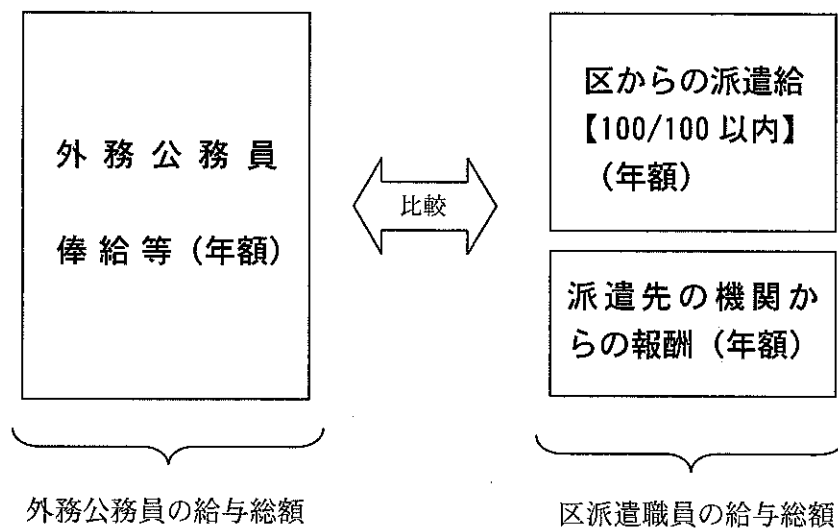 外務公務員
俸給等（年額）
比較
区からの派遣給
【100/100以内】
（年額）
派遣先の機関か
らの報酬（年額）
外務公務員の給与総額
区派遣職員の給与総額